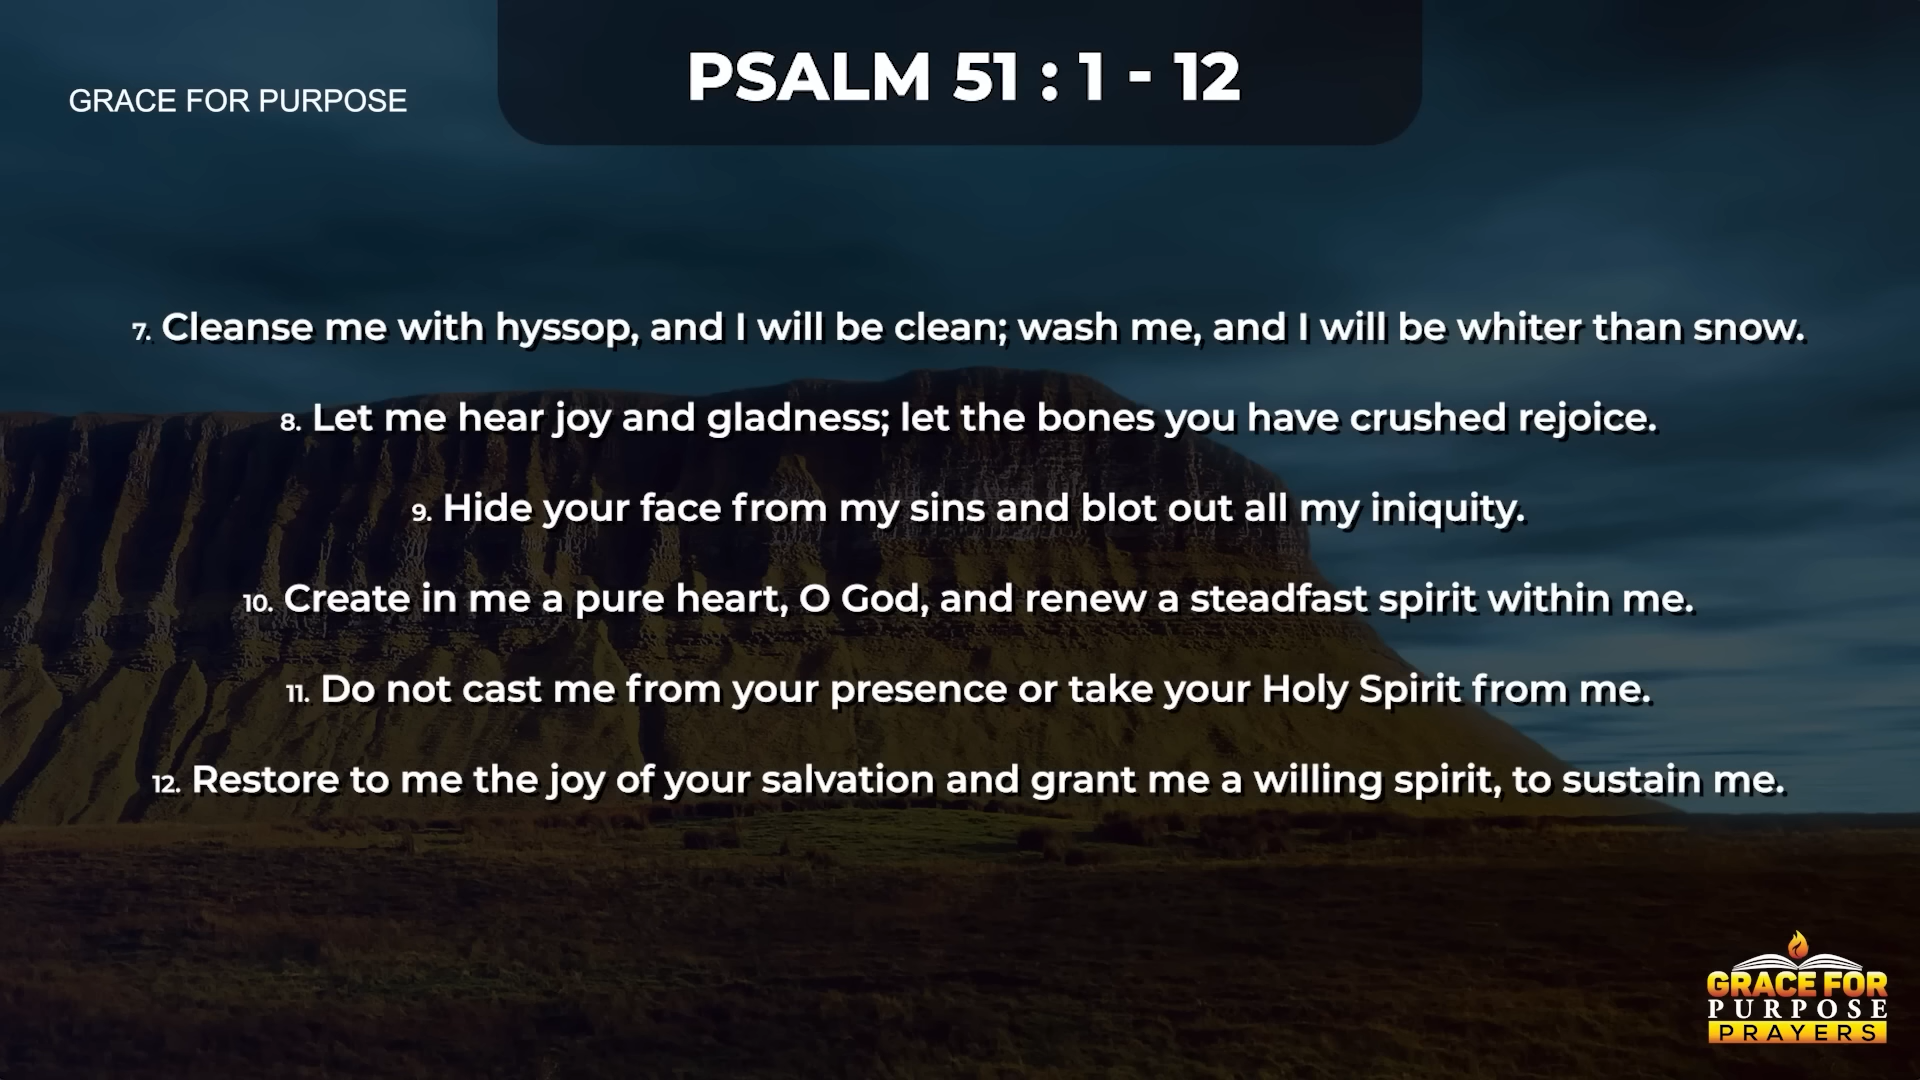 PSALM 51 : 1 - 12
GRACE FOR PURPOSE
7. Cleanse me with hyssop, and I will be clean; wash me, and I will be whiter than snow.
8. Let me hear joy and gladness; let the bones you have crushed rejoice.
9. Hide your face from my sins and blot out all my iniquity.
10. Create in me a pure heart, O God, and renew a steadfast spirit within me.
11. Do not cast me from your presence or take your Holy Spirit from me.
12. Restore to me the joy of your salvation and grant me a willing spirit, to sustain me.
GRACE FOR
PURPOSE
PRAYERS